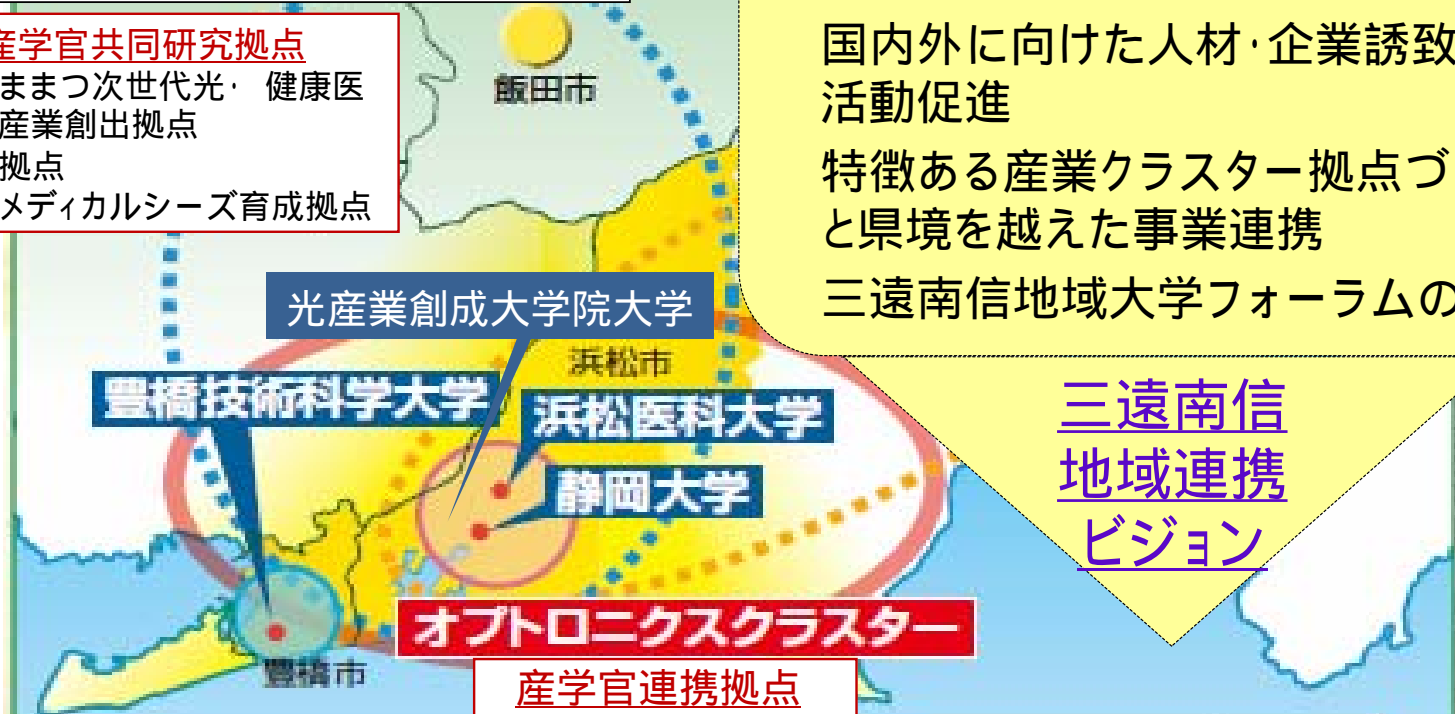 産学官共同研究拠点
ままつ次世代光・ 健康医
産業創出拠点
拠点
メディカルシーズ育成拠点
飯田市
国内外に向けた人材・企業誘致
活動促進
特徴ある産業クラスター拠点づ
と県境を越えた事業連携
三遠南信地域大学フォーラムの
光産業創成大学院大学
浜松市
豊橋技術科学大学
浜松医科大学
静岡大学
三遠南信
地域連携
ビジョン
オプトロニクスクラスター
豊橋市
産学官連携拠点